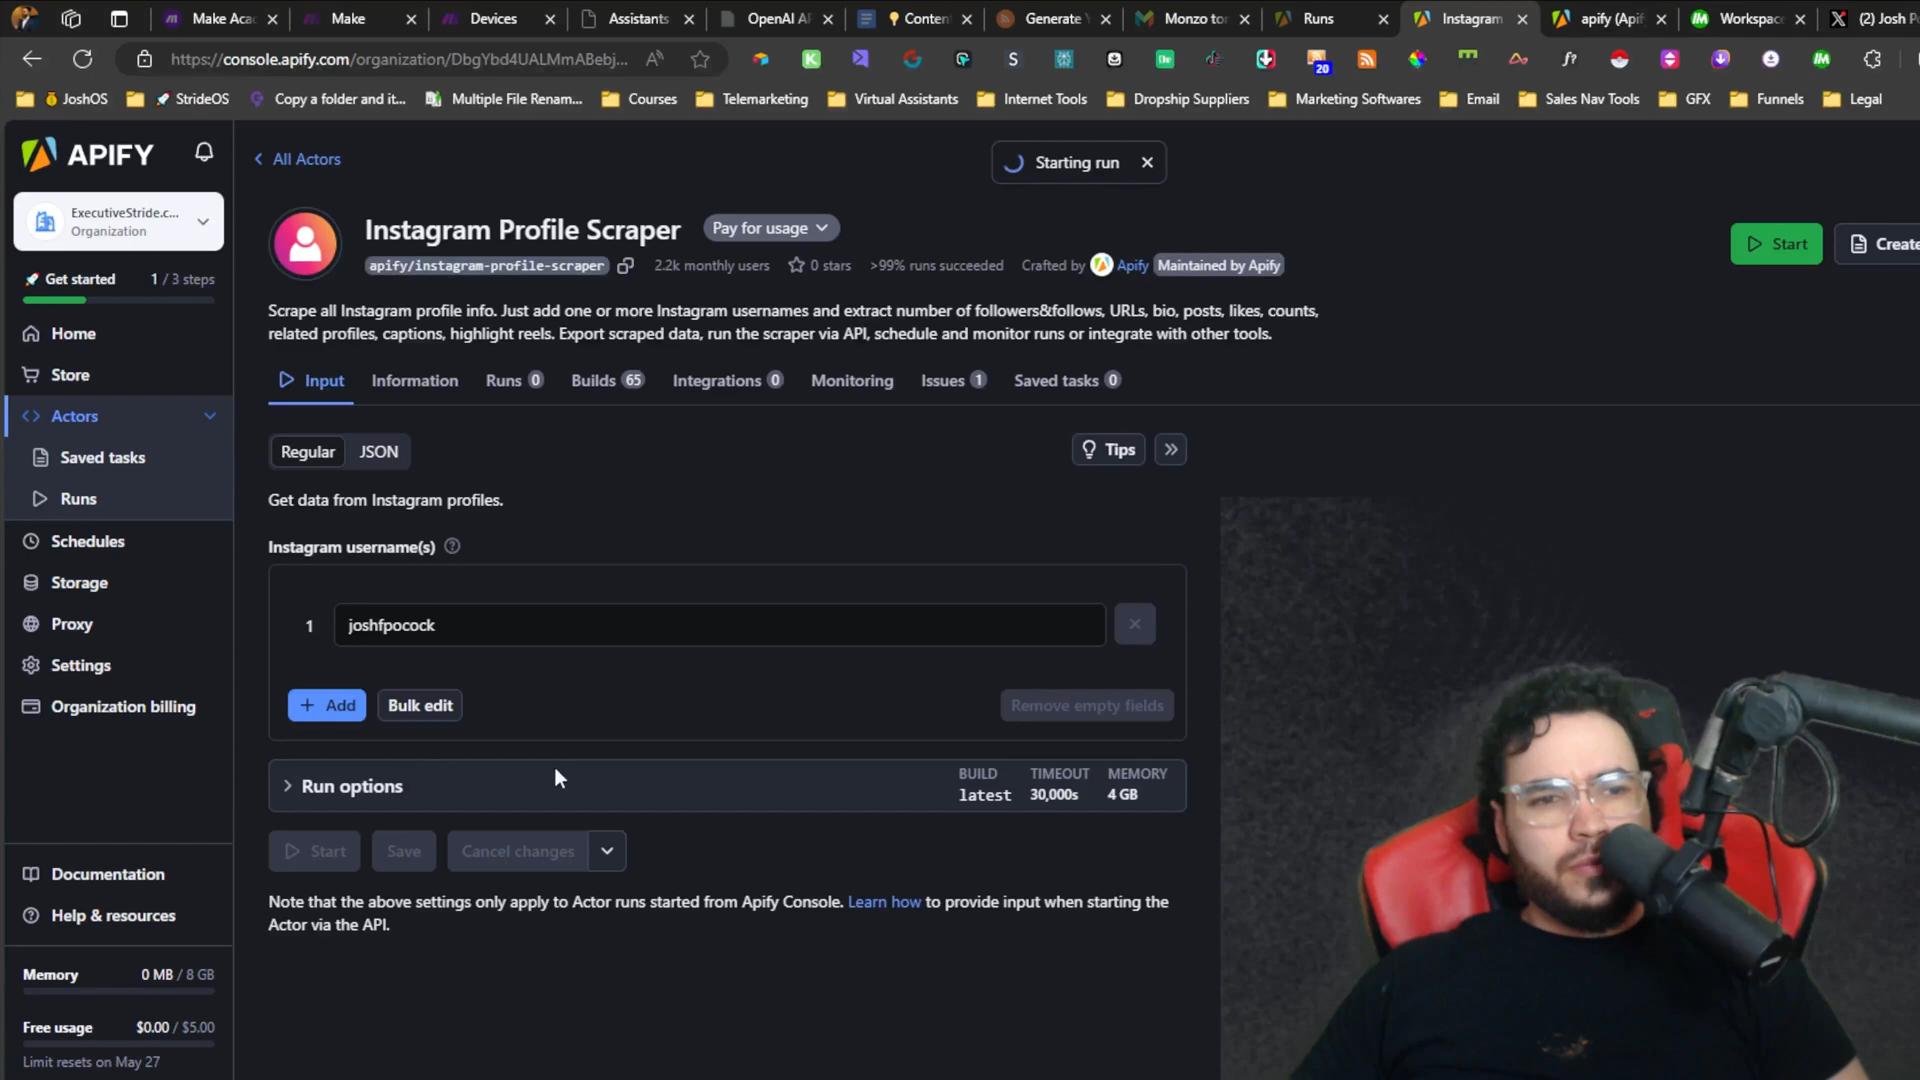 Make Aca
Make
Devices
Assistants
OpenAI A
Conten
Generate
Monzo to
Runs
Instagram
apify (Apif
Workspac
(2) Josh P
https://console.apify.com/organization/DbgYbd4UALMmABebj...
20
JoshOS
StrideOS
Copy a folder and it...
Multiple File Renam...
Courses
Telemarketing
Virtual Assistants
Internet Tools
Dropship Suppliers
Marketing Softwares
Email
Sales Nav Tools
GFX
Funnels
Legal
APIFY
ExecutiveStride.c...
Organization
Get started 1 / 3 steps
Home
Store
Actors
Saved tasks
Runs
Schedules
Storage
Proxy
Settings
Organization billing
Documentation
Help & resources
Memory 0 MB / 8 GB
Free usage $0.00 / $5.00
Limit resets on May 27
All Actors
Starting run
Instagram Profile Scraper
Pay for usage
Start
Create
apify/instagram-profile-scraper
2.2k monthly users
0 stars
>99% runs succeeded
Crafted by Apify
Maintained by Apify
Scrape all Instagram profile info. Just add one or more Instagram usernames and extract number of followers&follows, URLs, bio, posts, likes, counts,
related profiles, captions, highlight reels. Export scraped data, run the scraper via API, schedule and monitor runs or integrate with other tools.
Input
Information
Runs 0
Builds 65
Integrations 0
Monitoring
Issues 1
Saved tasks 0
Regular
JSON
Tips
Get data from Instagram profiles.
Instagram username(s)
1 joshfpocock
+ Add
Bulk edit
Remove empty fields
Run options
BUILD TIMEOUT MEMORY
latest 30,000s 4 GB
Start
Save
Cancel changes
Note that the above settings only apply to Actor runs started from Apify Console. Learn how to provide input when starting the
Actor via the API.